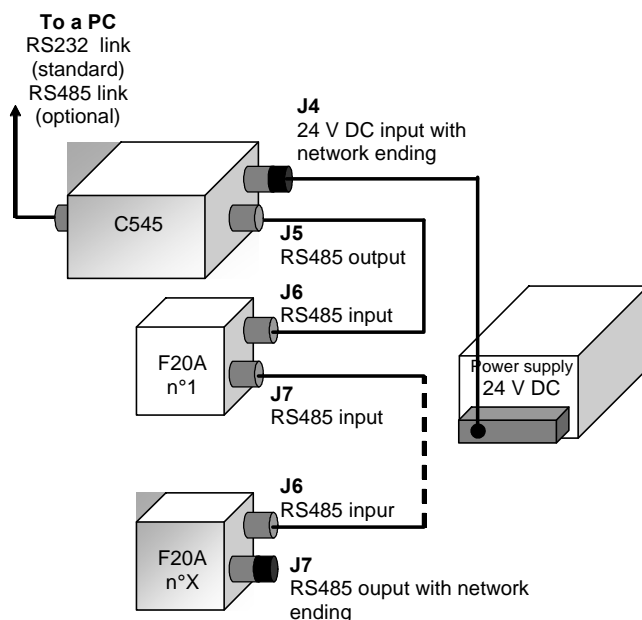 To a PC
RS232 link
(standard)
RS485 link
(optional)
J4
24 V DC input with
network ending
C545
J5
RS485 output
J6
RS485 input
F20A
n°1
J7
RS485 input
Power supply
24 V DC
J6
RS485 inpur
F20A
n°X
J7
RS485 ouput with network
ending